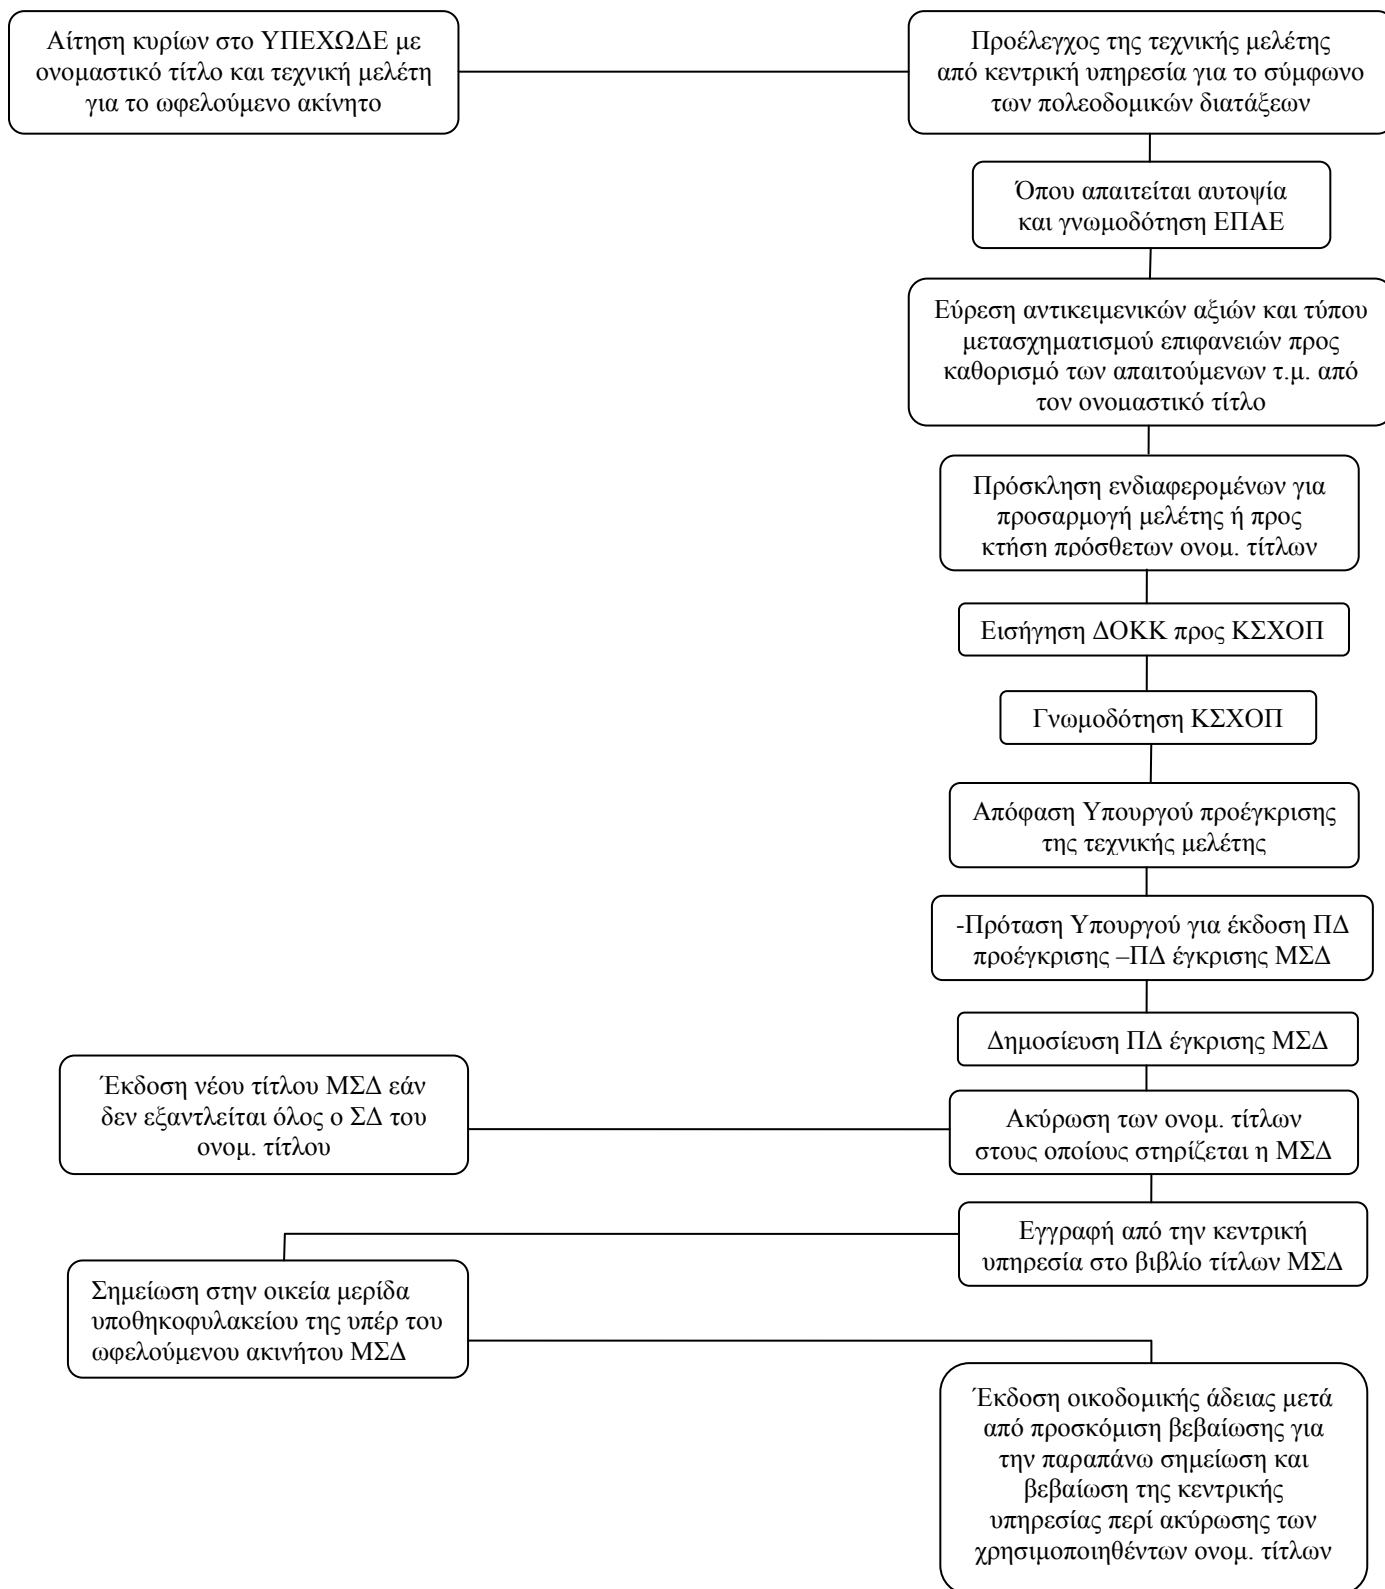 Αίτηση κυρίων στο ΥΠΕΧΩΔΕ με
ονομαστικό τίτλο και τεχνική μελέτη
για το ωφελούμενο ακίνητο
Προέλεγχος της τεχνικής μελέτης
από κεντρική υπηρεσία για το σύμφωνο
των πολεοδομικών διατάξεων
Όπου απαιτείται αυτοψία
και γνωμοδότηση ΕΠΑΕ
Εύρεση αντικειμενικών αξιών και τύπου
μετασχηματισμού επιφανειών προς
καθορισμό των απαιτούμενων τ.μ. από
τον ονομαστικό τίτλο
Πρόσκληση ενδιαφερομένων για
προσαρμογή μελέτης ή προς
κτήση πρόσθετων ονομ. τίτλων
Εισήγηση ΔΟΚΚ προς ΚΣΧΟΠ
Γνωμοδότηση ΚΣΧΟΠ
Απόφαση Υπουργού προέγκρισης
της τεχνικής μελέτης
-Πρόταση Υπουργού για έκδοση ΠΔ
προέγκρισης –ΠΔ έγκρισης ΜΣΔ
Δημοσίευση ΠΔ έγκρισης ΜΣΔ
Έκδοση νέου τίτλου ΜΣΔ εάν
δεν εξαντλείται όλος ο ΣΔ του
ονομ. τίτλου
Ακύρωση των ονομ. τίτλων
στους οποίους στηρίζεται η ΜΣΔ
Εγγραφή από την κεντρική
υπηρεσία στο βιβλίο τίτλων ΜΣΔ
Σημείωση στην οικεία μερίδα
υποθηκοφυλακείου της υπέρ του
ωφελούμενου ακινήτου ΜΣΔ
Έκδοση οικοδομικής άδειας μετά
από προσκόμιση βεβαίωσης για
την παραπάνω σημείωση και
βεβαίωση της κεντρικής
υπηρεσίας περί ακύρωσης των
χρησιμοποιηθέντων ονομ. τίτλων